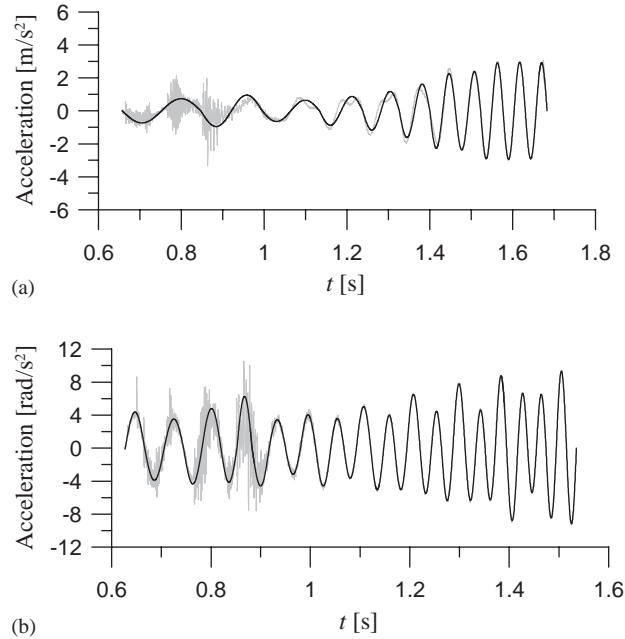 6
4
2
0
-2
-4
-6
Acceleration [m/s²]
0.6 0.8 1 1.2 1.4 1.6 1.8
t [s]
(a)
12
8
4
0
-4
-8
-12
Acceleration [rad/s²]
0.6 0.8 1 1.2 1.4 1.6
t [s]
(b)